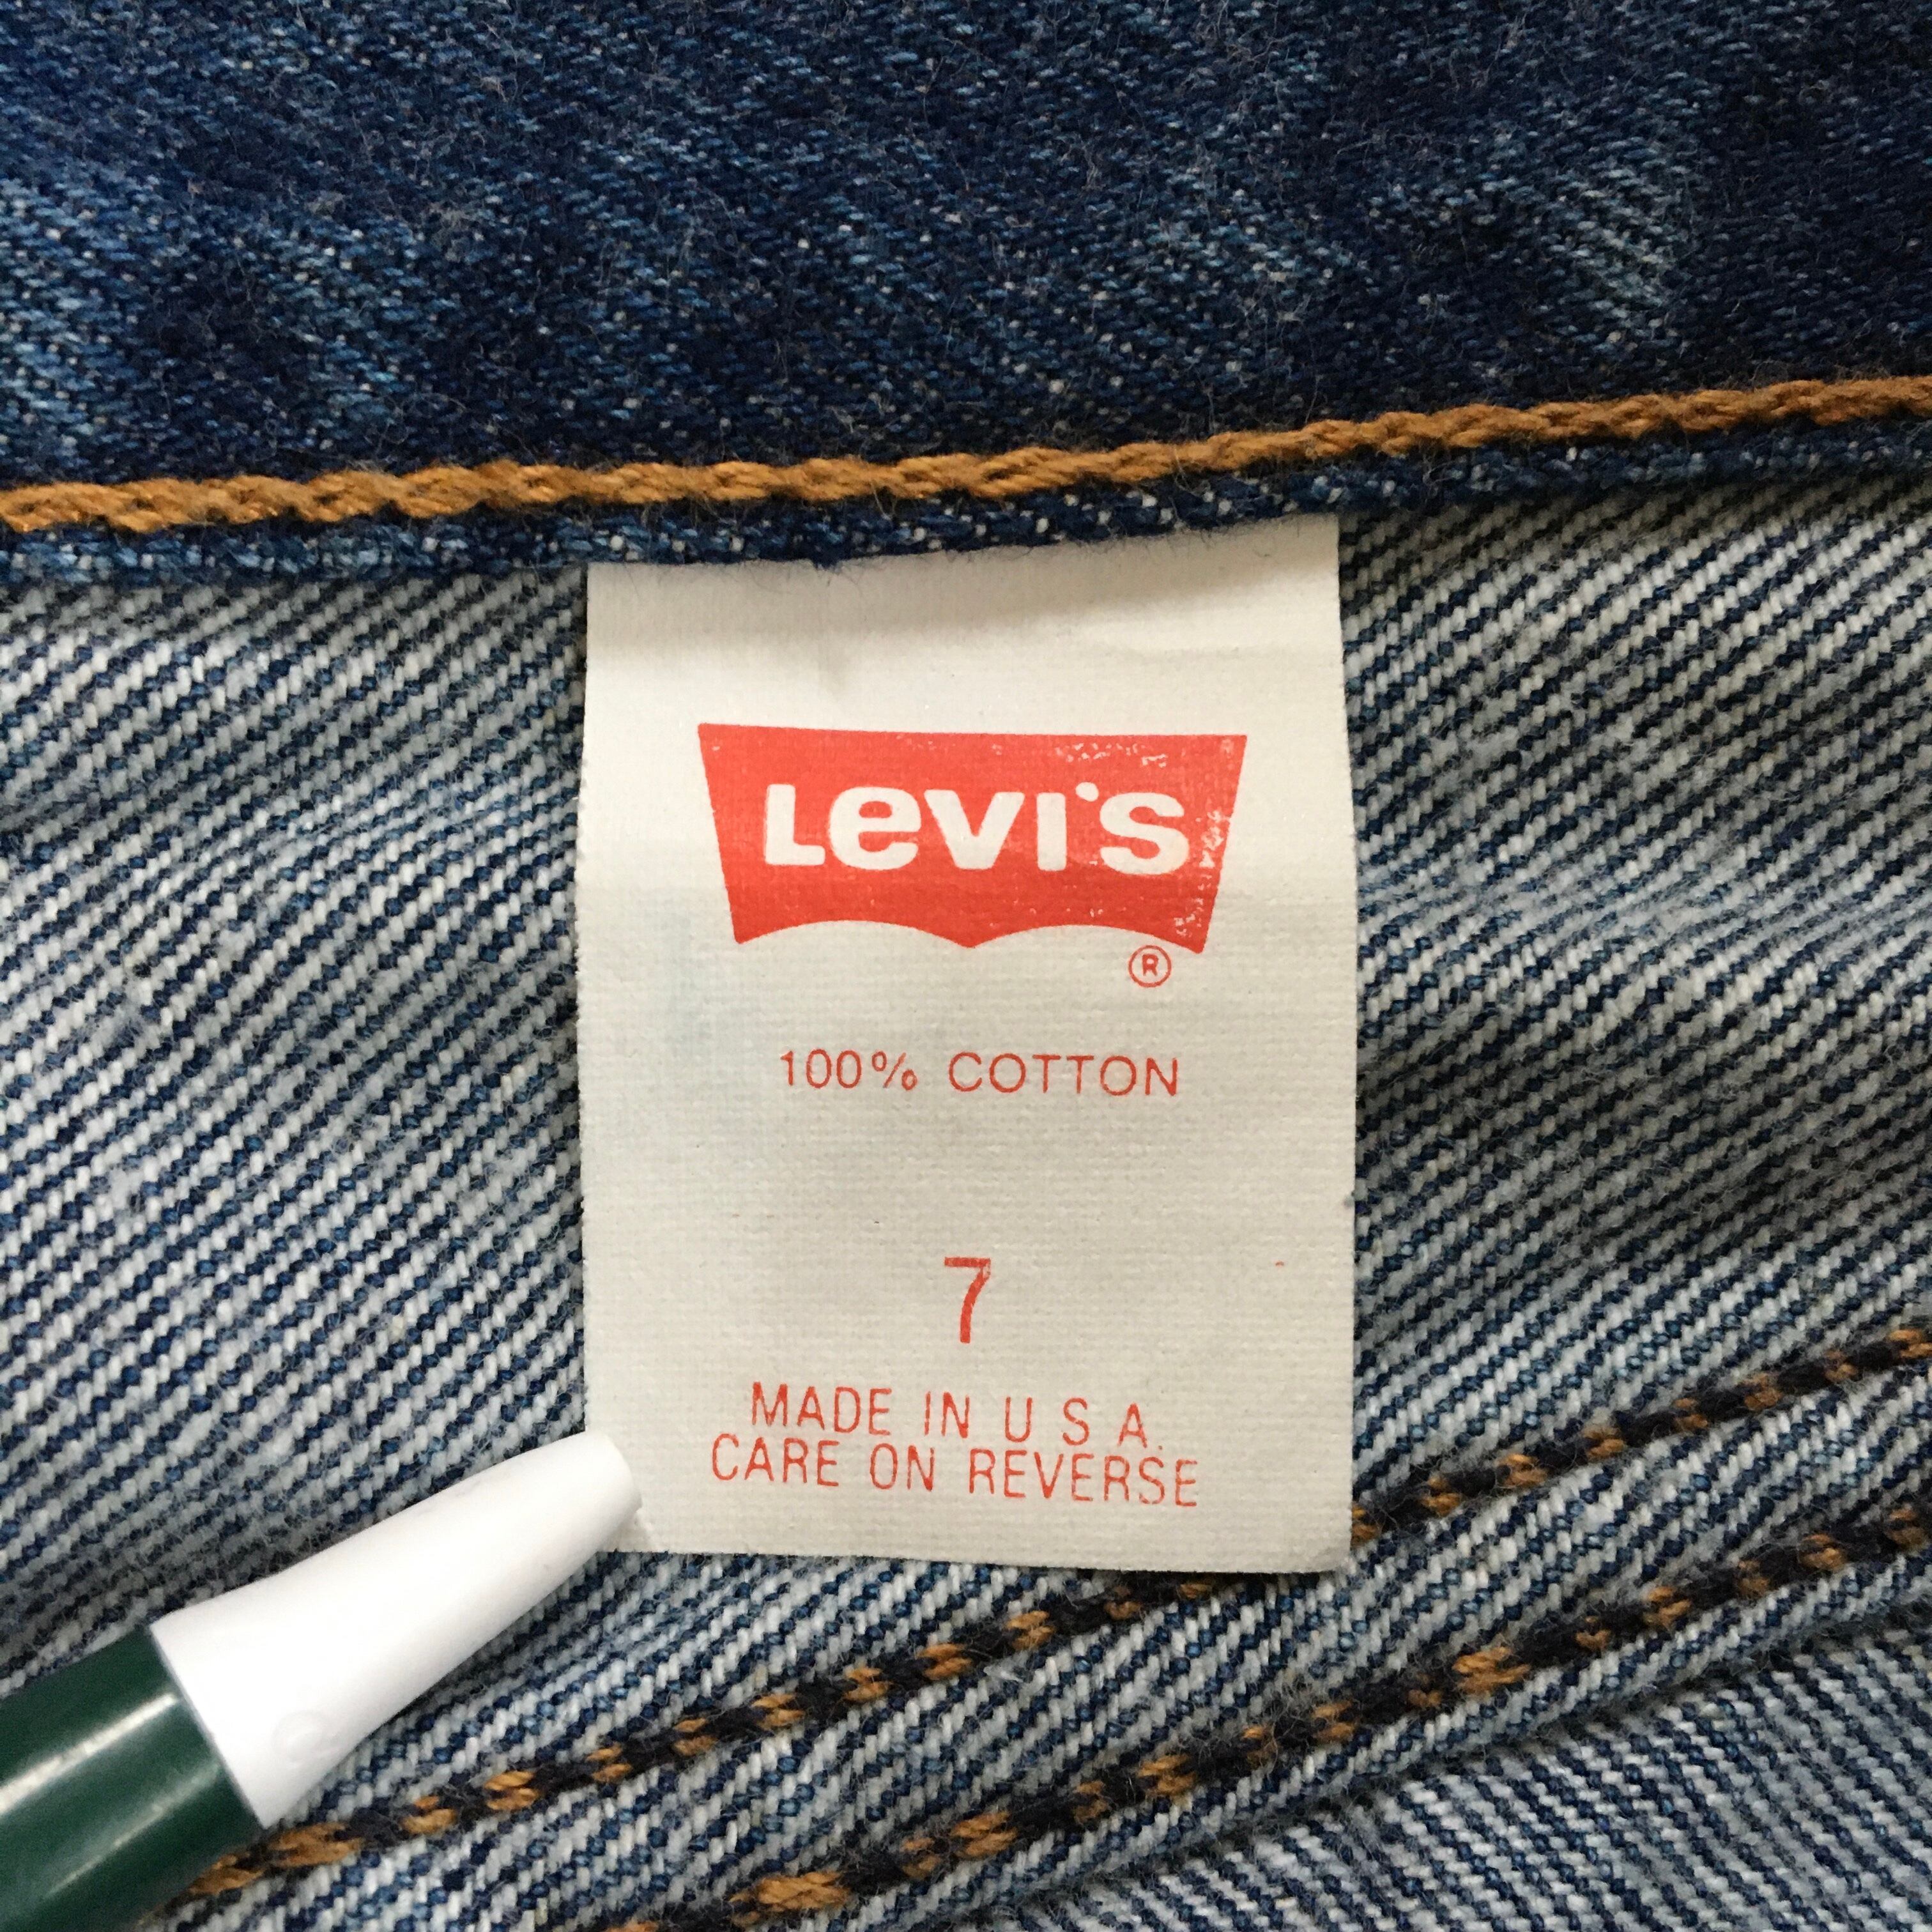 Levi's
®
100% COTTON
7
MADE IN U S A.
CARE ON REVERSE